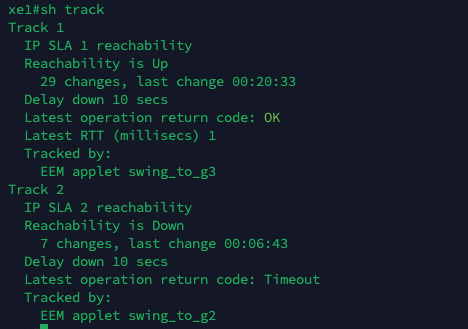 xel#sh track
Track 1
  IP SLA 1 reachability
  Reachability is Up
    29 changes, last change 00:20:33
  Delay down 10 secs
  Latest operation return code: OK
  Latest RTT (millisecs) 1
  Tracked by:
    EEM applet swing_to_g3
Track 2
  IP SLA 2 reachability
  Reachability is Down
    7 changes, last change 00:06:43
  Delay down 10 secs
  Latest operation return code: Timeout
  Tracked by:
    EEM applet swing_to_g2